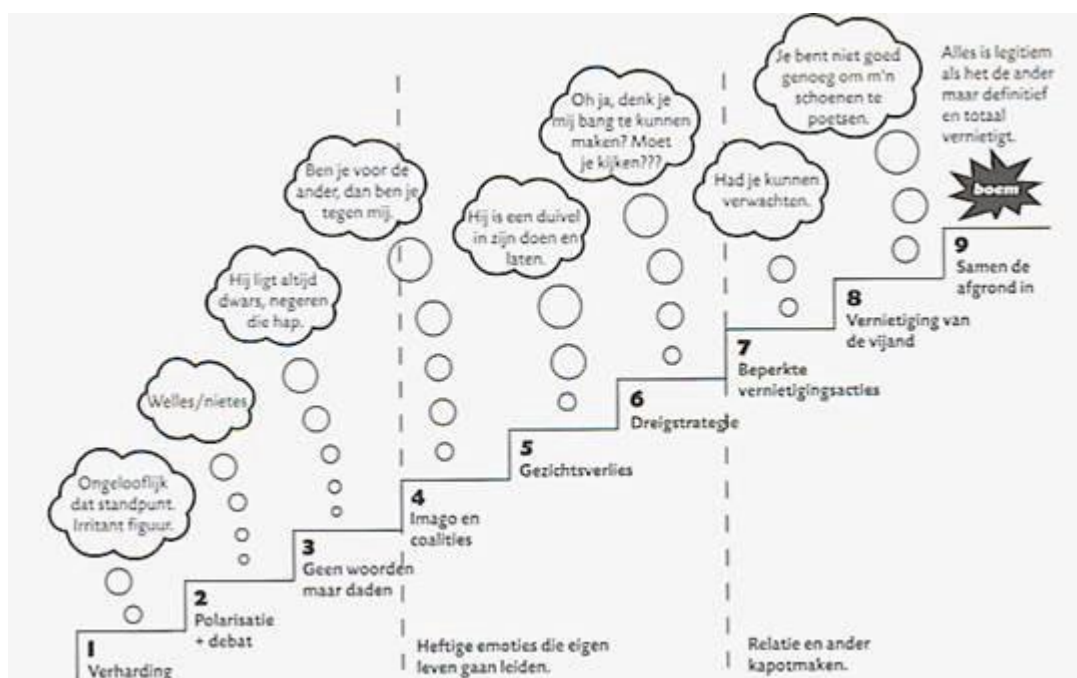 Ongelooflijk
dat standpunt.
Irritant figuur.
1
Verharding
Welles/nietes
2
Polarisatie
+ debat
Hij ligt altijd
dwars, negeren
die hap.
3
Geen woorden
maar daden
Ben je voor de
ander, dan ben je
tegen mij.
4
Imago en
coalities
Hij is een duivel
in zijn doen en
laten.
5
Gezichtsverlies
Oh ja, denk je
mij bang te kunnen
maken? Moet
je kijken???
6
Dreigstrategie
Had je kunnen
verwachten.
7
Beperkte
vernietigingsacties
Je bent niet goed
genoeg om m'n
schoenen te
poetsen.
8
Vernietiging van
de vijand
Alles is legitiem
als het de ander
maar definitief
en totaal
vernietigt.
boem
9
Samen de
afgrond in
Heftige emoties die eigen
leven gaan leiden.
Relatie en ander
kapotmaken.